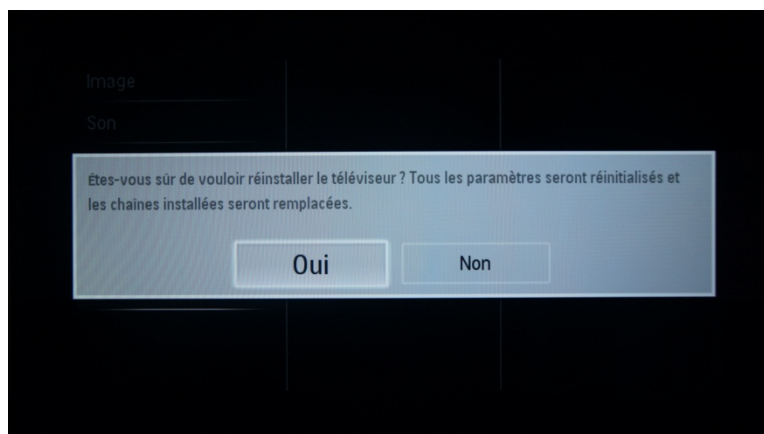 Image
Son
Êtes-vous sûr de vouloir réinstaller le téléviseur ? Tous les paramètres seront réinitialisés et
les chaînes installées seront remplacées.
Oui
Non